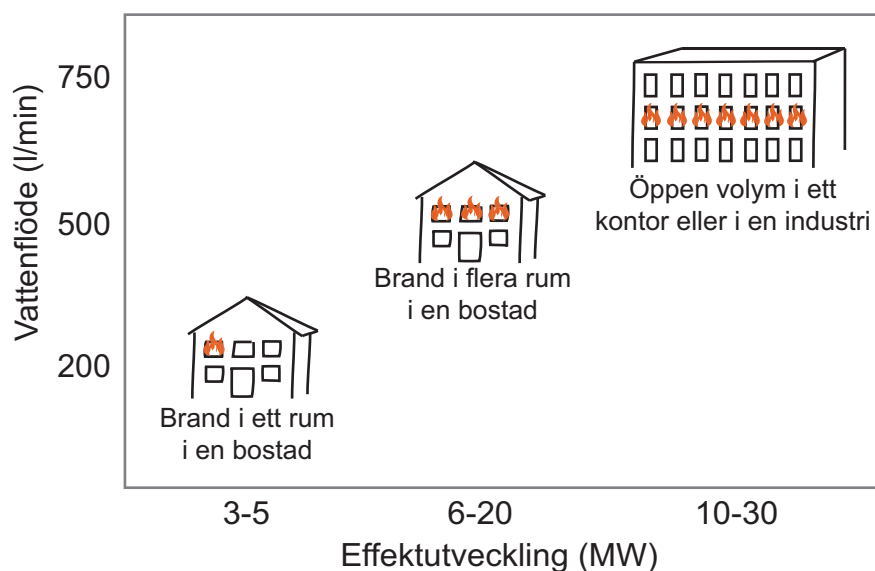 Vattenflöde (l/min)
750
500
200
Öppen volym i ett
kontor eller i en industri
Brand i flera rum
i en bostad
Brand i ett rum
i en bostad
3-5
6-20
10-30
Effektutveckling (MW)